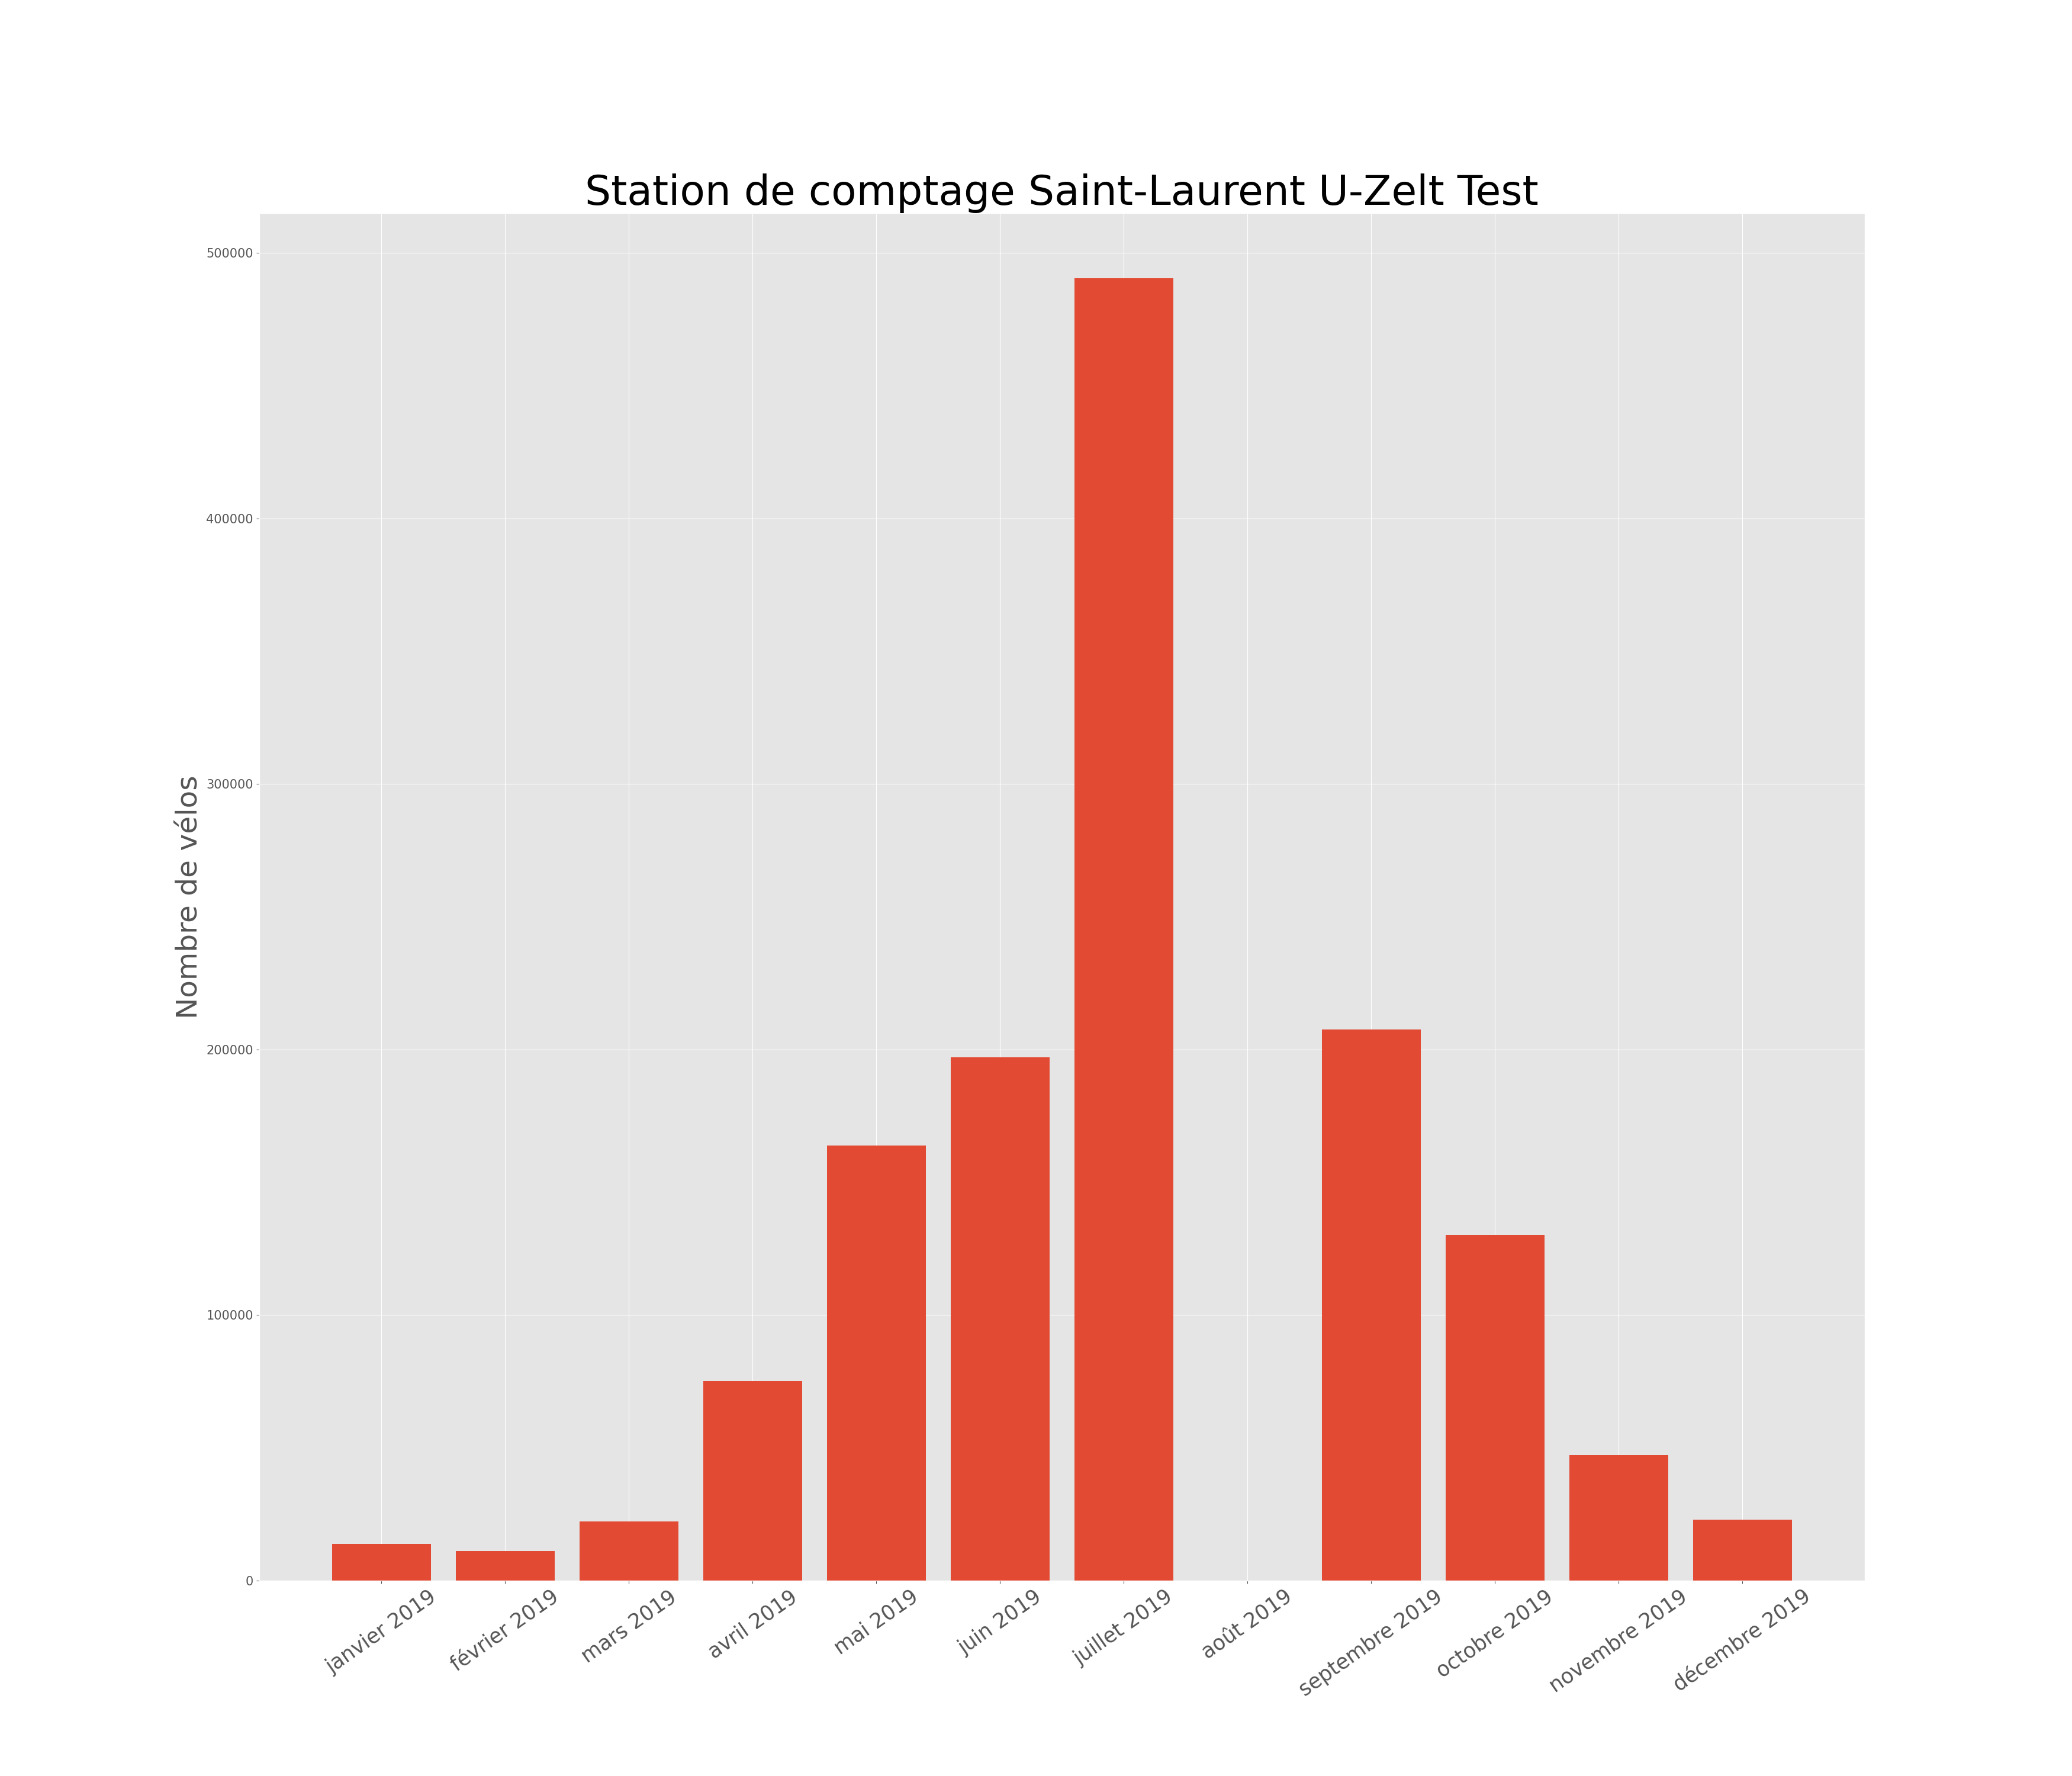 Station de comptage Saint-Laurent U-Zelt Test
500000
400000
300000
200000
100000
0
Nombre de vélos
janvier 2019
février 2019
mars 2019
avril 2019
mai 2019
juin 2019
juillet 2019
août 2019
septembre 2019
octobre 2019
novembre 2019
décembre 2019